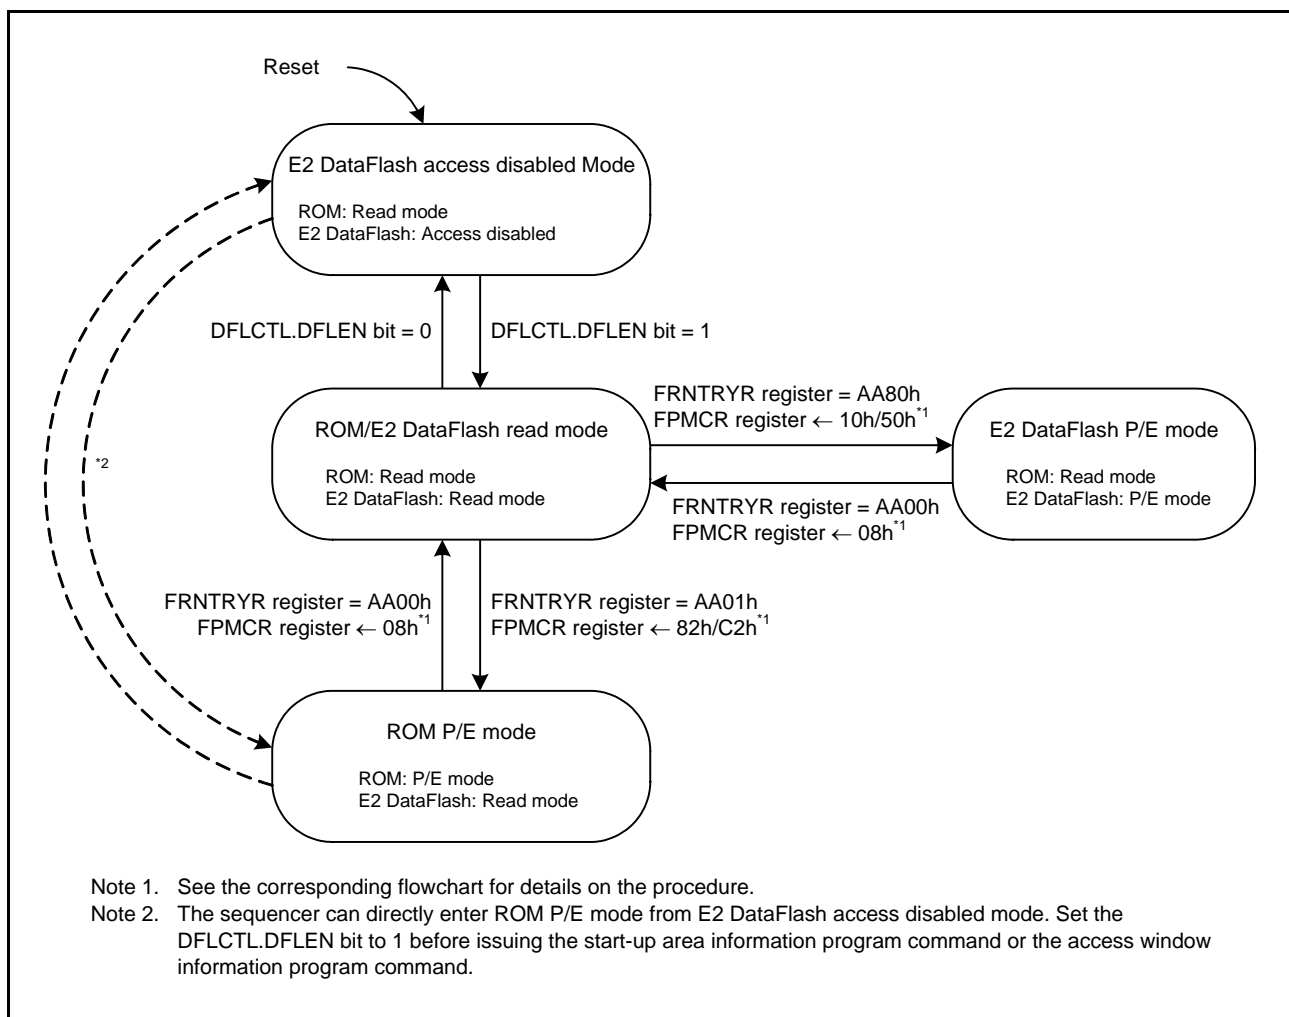 Reset
E2 DataFlash access disabled Mode
ROM: Read mode
E2 DataFlash: Access disabled
DFLCTL.DFLEN bit = 0
DFLCTL.DFLEN bit = 1
FRNTRYR register = AA80h
FPMCR register ← 10h/50h*1
ROM/E2 DataFlash read mode
ROM: Read mode
E2 DataFlash: Read mode
E2 DataFlash P/E mode
ROM: Read mode
E2 DataFlash: P/E mode
*2
FRNTRYR register = AA00h
FPMCR register ← 08h*1
FRNTRYR register = AA00h
FPMCR register ← 08h*1
FRNTRYR register = AA01h
FPMCR register ← 82h/C2h*1
ROM P/E mode
ROM: P/E mode
E2 DataFlash: Read mode
Note 1. See the corresponding flowchart for details on the procedure.
Note 2. The sequencer can directly enter ROM P/E mode from E2 DataFlash access disabled mode. Set the
DFLCTL.DFLEN bit to 1 before issuing the start-up area information program command or the access window
information program command.